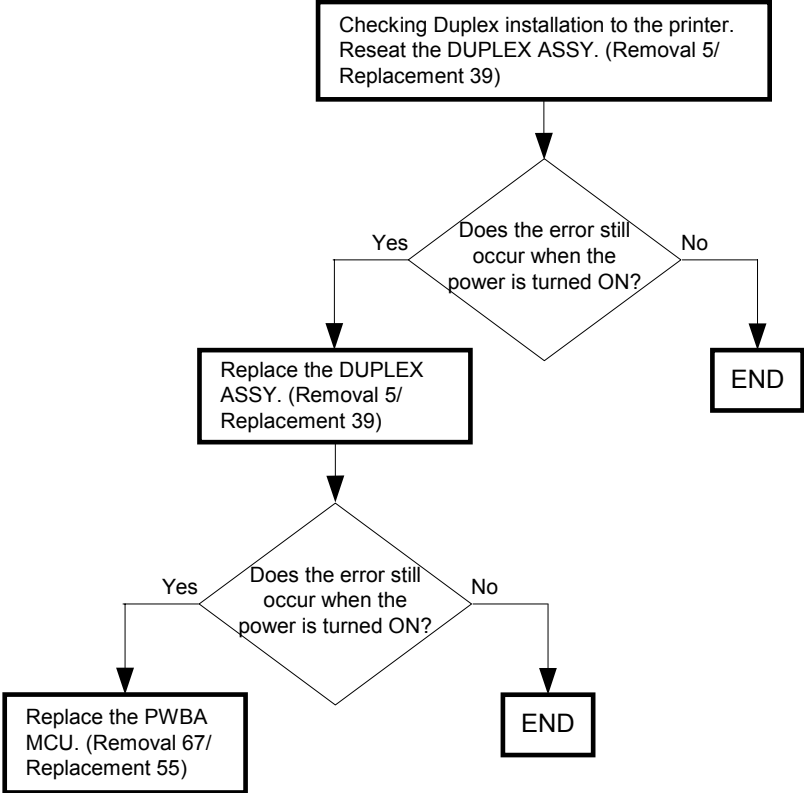 Checking Duplex installation to the printer.
Reseat the DUPLEX ASSY. (Removal 5/
Replacement 39)
Does the error still
occur when the
power is turned ON?
Yes
No
Replace the DUPLEX
ASSY. (Removal 5/
Replacement 39)
END
Does the error still
occur when the
power is turned ON?
Yes
No
Replace the PWBA
MCU. (Removal 67/
Replacement 55)
END